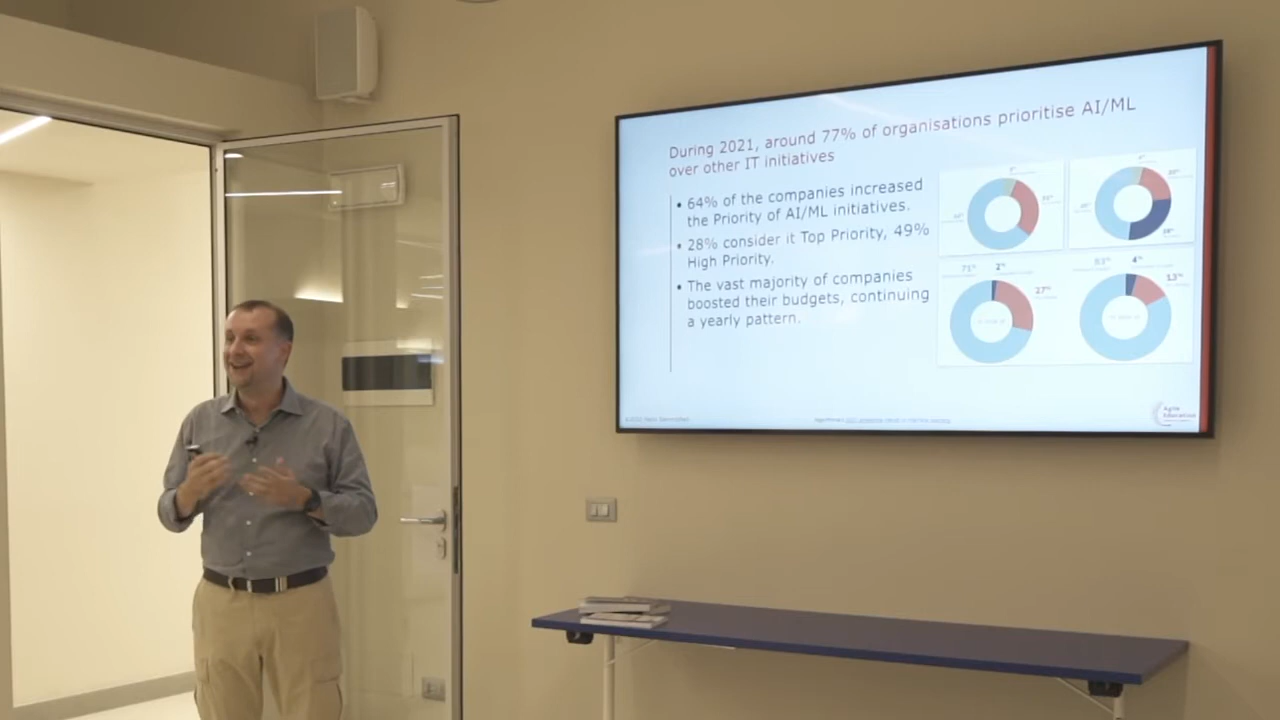 During 2021, around 77% of organisations prioritise AI/ML
over other IT initiatives
• 64% of the companies increased
the Priority of AI/ML initiatives.
• 28% consider it Top Priority, 49%
High Priority.
• The vast majority of companies
boosted their budgets, continuing
a yearly pattern.
71% 2%
27%
83% 4%
13%
Agile
Education